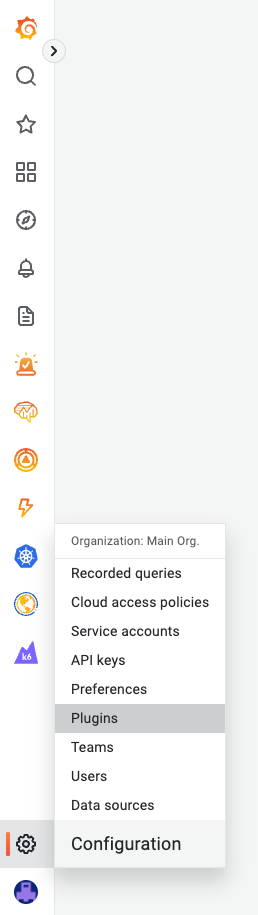 k6
Organization: Main Org.
Recorded queries
Cloud access policies
Service accounts
API keys
Preferences
Plugins
Teams
Users
Data sources
Configuration